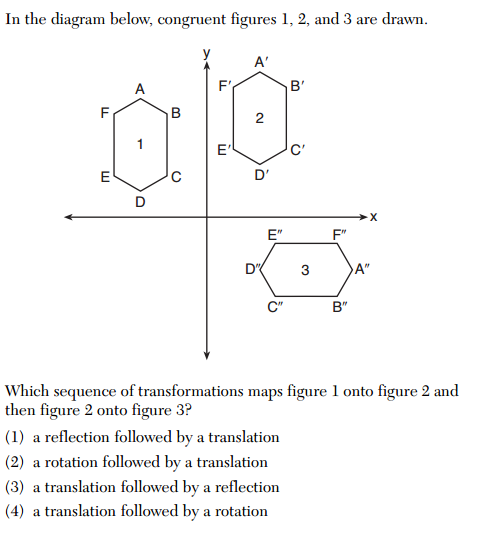 In the diagram below, congruent figures 1, 2, and 3 are drawn.
y
A′
F′ B′
A
F B
2
1
E′ C′
E C
D′
D
x
E″ F″
D″ 3 A″
C″ B″
Which sequence of transformations maps figure 1 onto figure 2 and
then figure 2 onto figure 3?
(1) a reflection followed by a translation
(2) a rotation followed by a translation
(3) a translation followed by a reflection
(4) a translation followed by a rotation